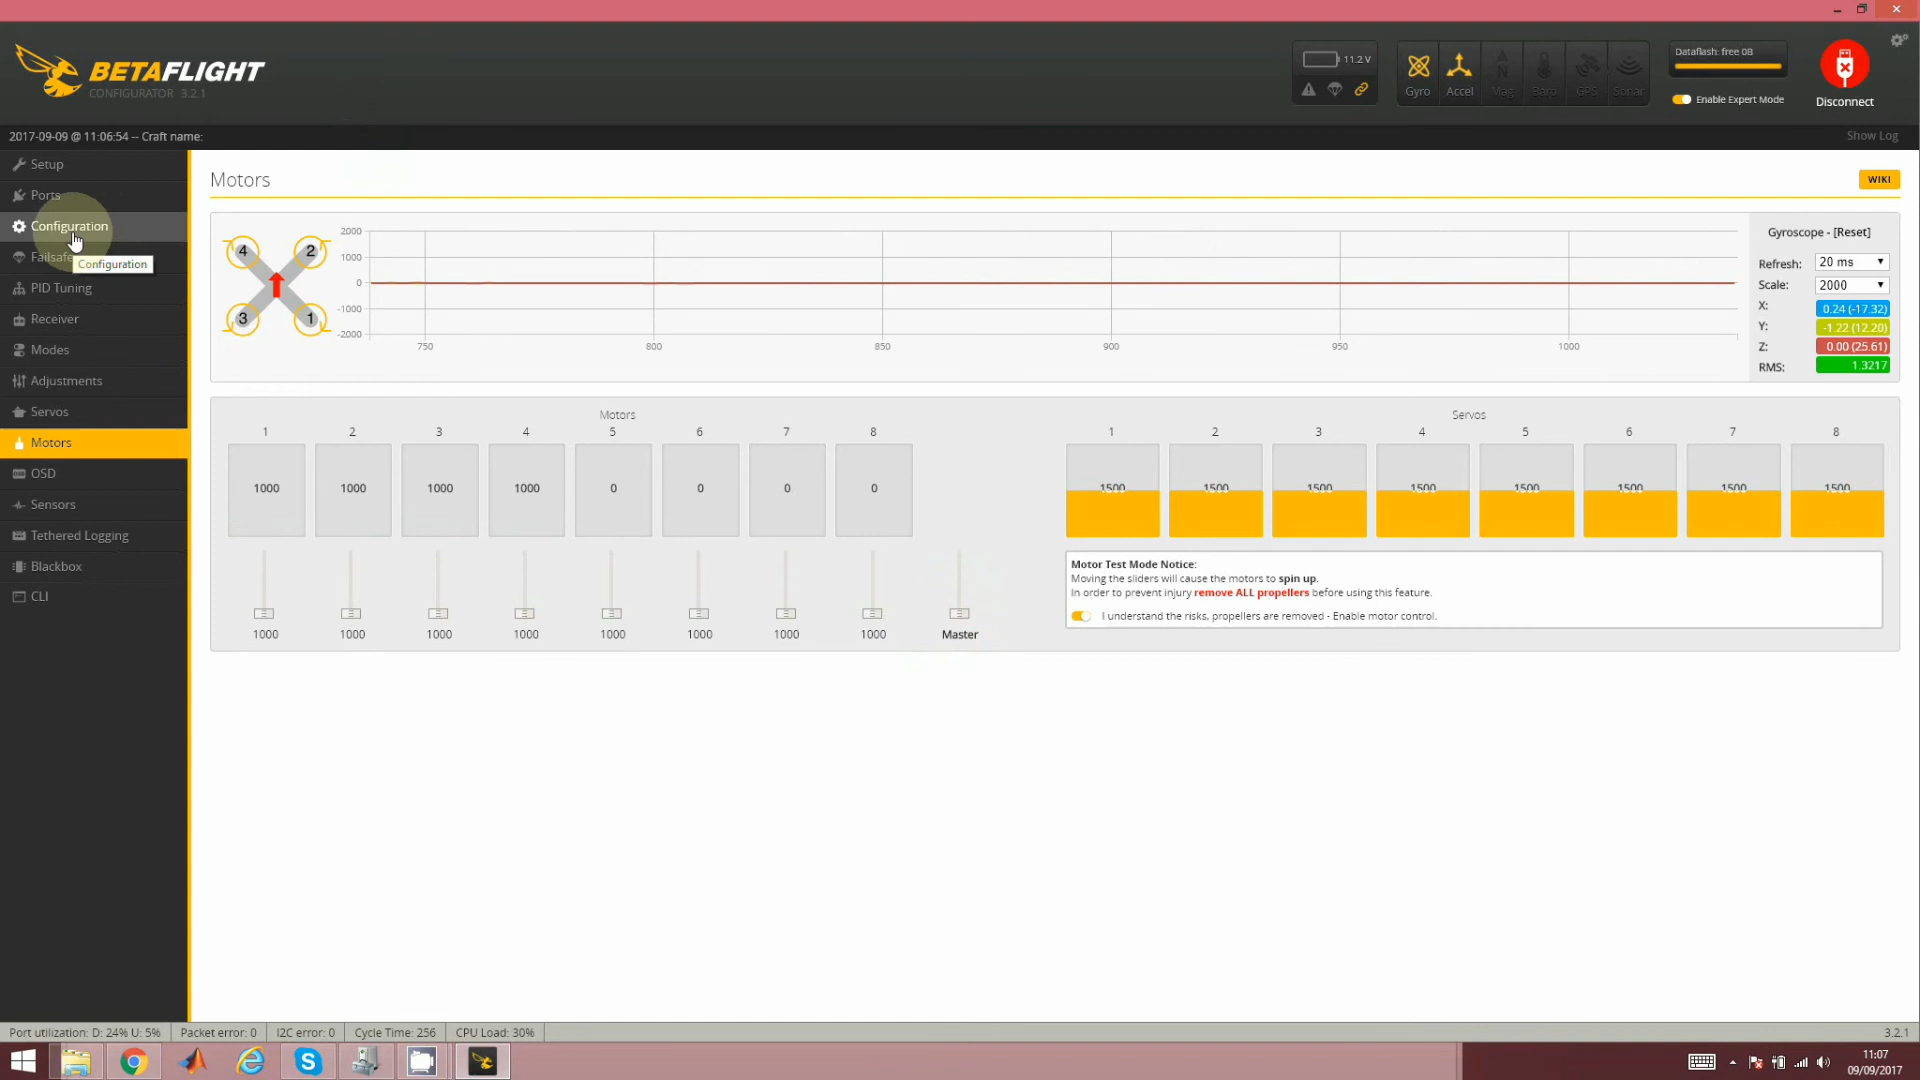 BETAFLIGHT
CONFIGURATOR 3.2.1
11.2 V
Gyro
Accel
Mag
Baro
GPS
Sonar
Dataflash: free 0B
Enable Expert Mode
Disconnect
2017-09-09 @ 11:06:54 -- Craft name:
Show Log
Setup
Ports
Configuration
Failsafe
Configuration
PID Tuning
Receiver
Modes
Adjustments
Servos
Motors
OSD
Sensors
Tethered Logging
Blackbox
CLI
Motors
WIKI
4
2
3
1
2000
1000
0
-1000
-2000
750
800
850
900
950
1000
Gyroscope - [Reset]
Refresh: 20 ms
Scale: 2000
X: 0.24 (-17.32)
Y: -1.22 (12.20)
Z: 0.00 (25.61)
RMS: 1.3217
Motors
1 2 3 4 5 6 7 8
1000 1000 1000 1000 0 0 0 0
1000 1000 1000 1000 1000 1000 1000 1000 Master
Servos
1 2 3 4 5 6 7 8
1500 1500 1500 1500 1500 1500 1500 1500
Motor Test Mode Notice:
Moving the sliders will cause the motors to spin up.
In order to prevent injury remove ALL propellers before using this feature.
I understand the risks, propellers are removed - Enable motor control.
Port utilization: D: 24% U: 5%
Packet error: 0
I2C error: 0
Cycle Time: 256
CPU Load: 30%
3.2.1
11:07
09/09/2017